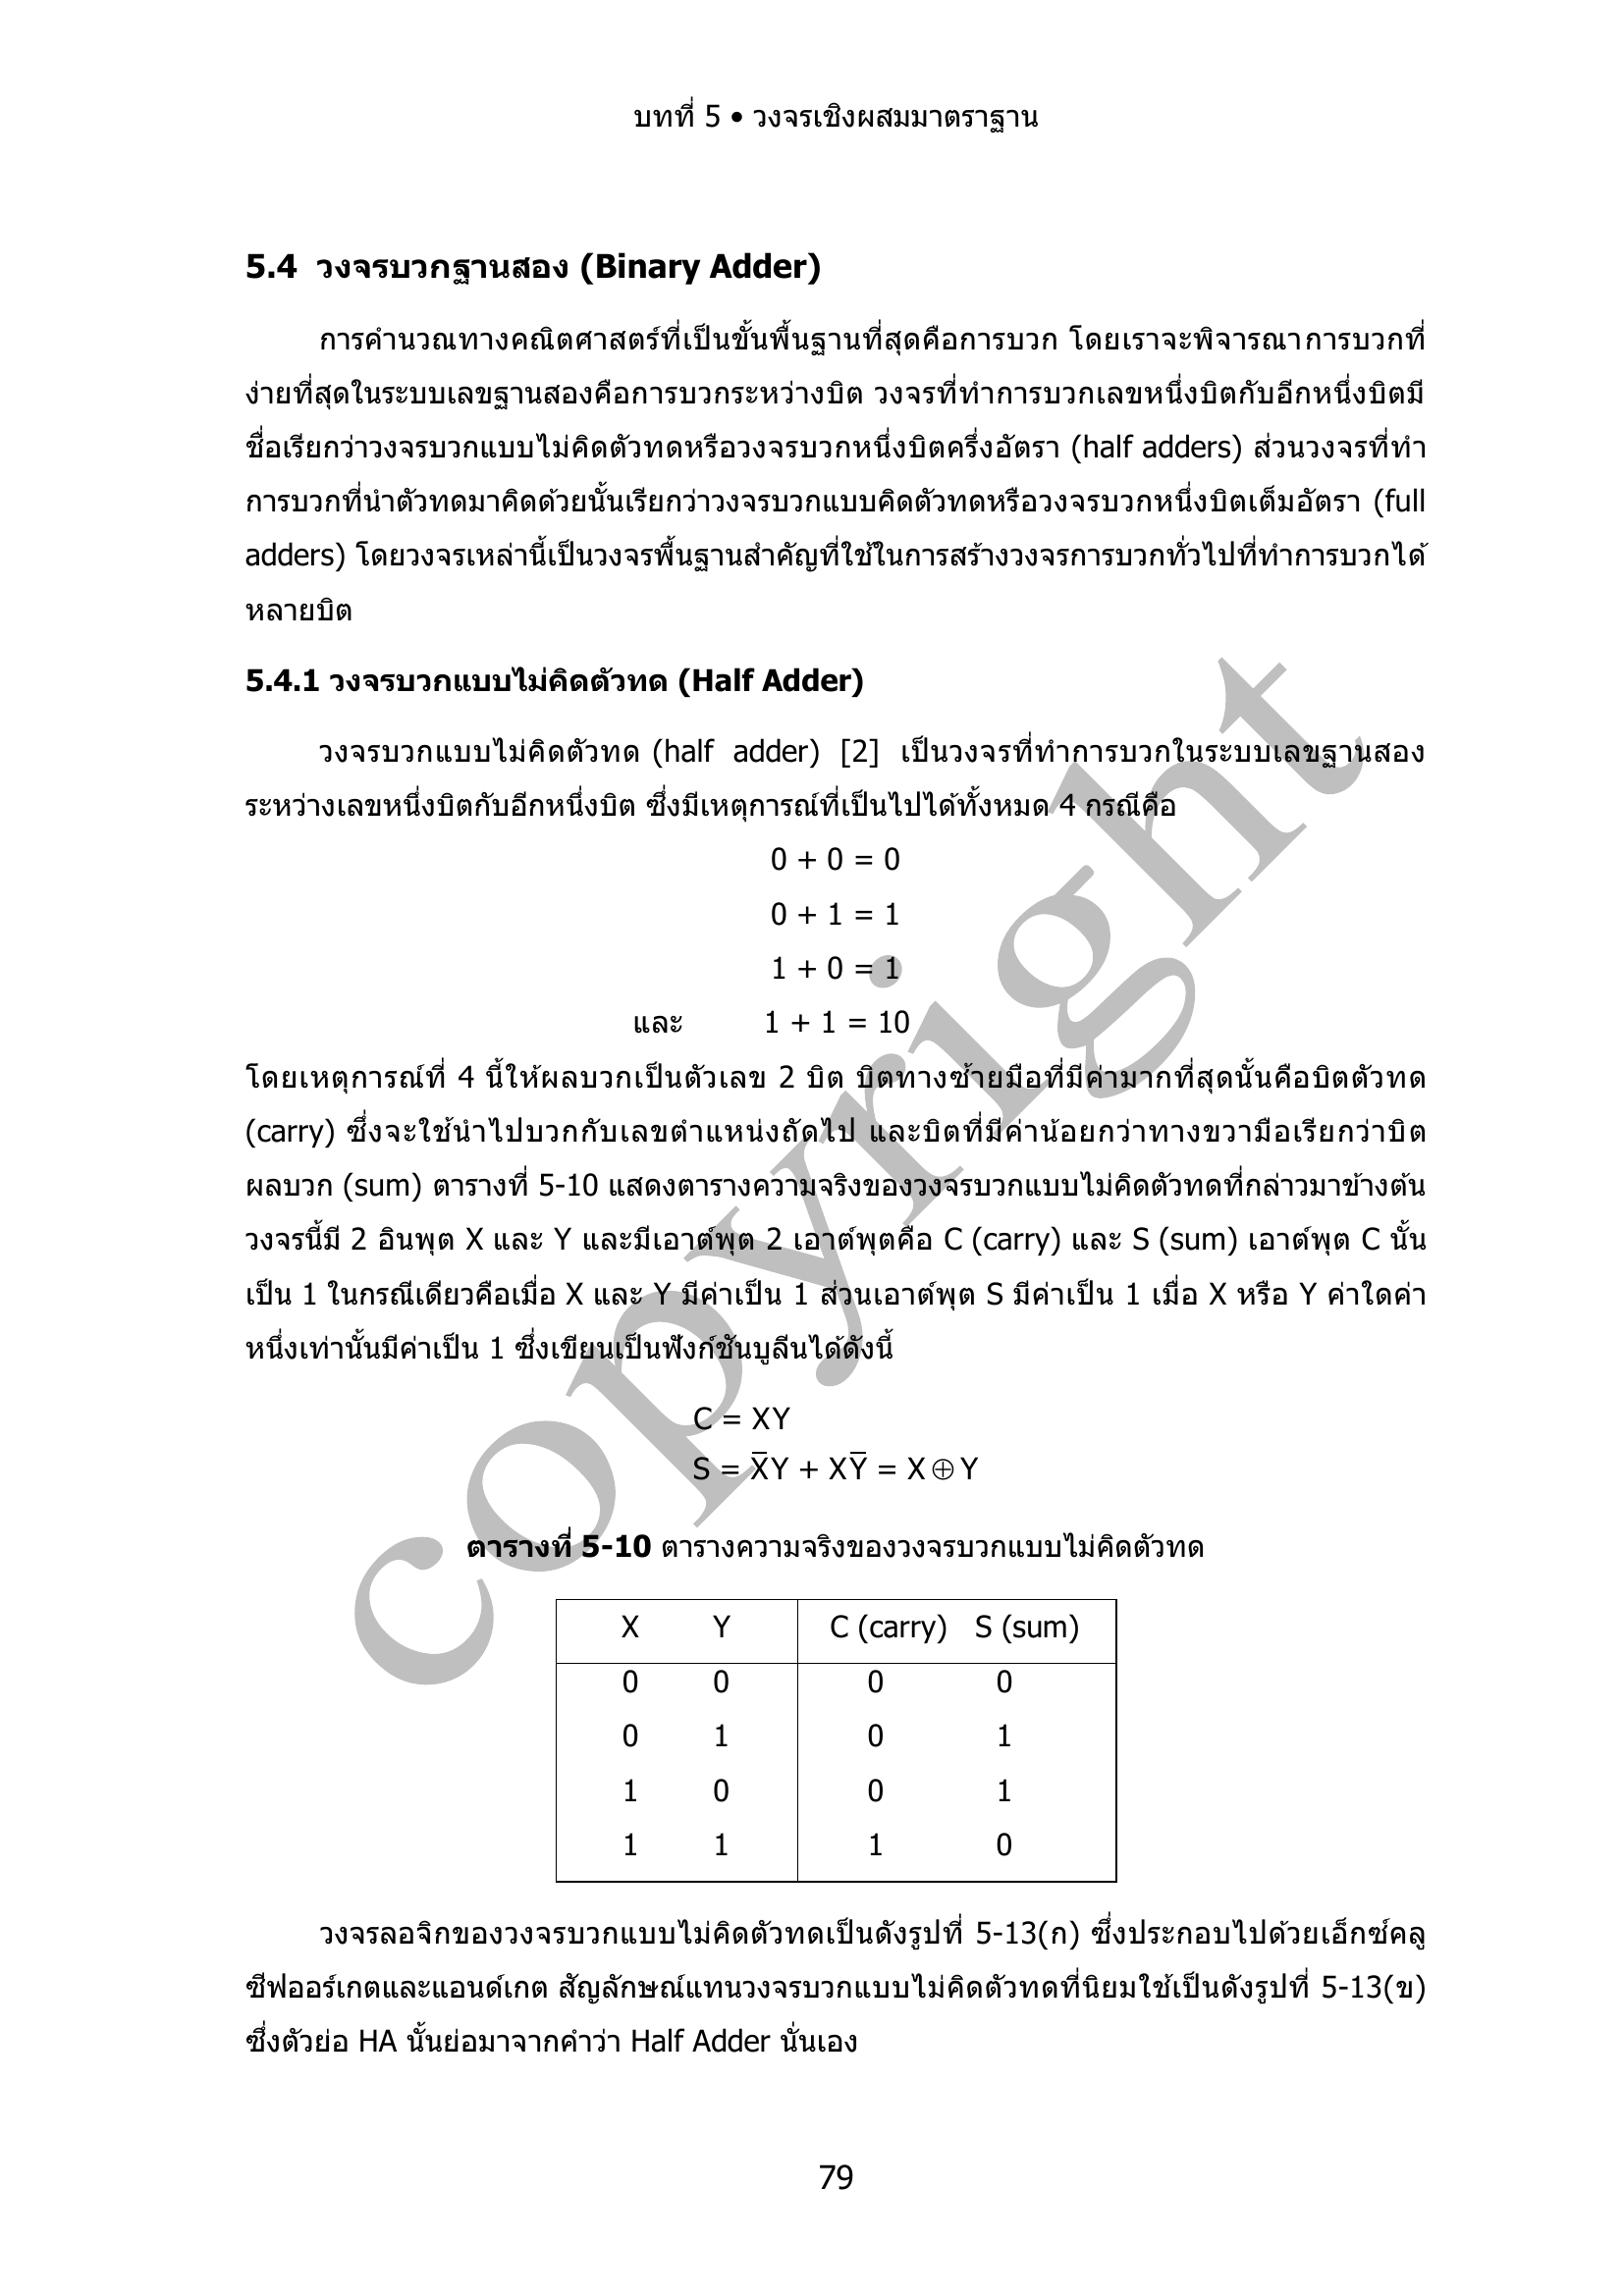 บทที่ 5 • วงจรเชิงผสมมาตราฐาน
5.4 วงจรบวกฐานสอง (Binary Adder)
การคำนวณทางคณิตศาสตร์ที่เป็นขั้นพื้นฐานที่สุดคือการบวก โดยเราจะพิจารณาการบวกที่
ง่ายที่สุดในระบบเลขฐานสองคือการบวกระหว่างบิต วงจรที่ทำการบวกเลขหนึ่งบิตกับอีกหนึ่งบิตมี
ชื่อเรียกว่าวงจรบวกแบบไม่คิดตัวทดหรือวงจรบวกหนึ่งบิตครึ่งอัตรา (half adders) ส่วนวงจรที่ทำ
การบวกที่นำตัวทดมาคิดด้วยนั้นเรียกว่าวงจรบวกแบบคิดตัวทดหรือวงจรบวกหนึ่งบิตเต็มอัตรา (full
adders) โดยวงจรเหล่านี้เป็นวงจรพื้นฐานสำคัญที่ใช้ในการสร้างวงจรการบวกทั่วไปที่ทำการบวกได้
หลายบิต
5.4.1 วงจรบวกแบบไม่คิดตัวทด (Half Adder)
วงจรบวกแบบไม่คิดตัวทด (half adder) [2] เป็นวงจรที่ทำการบวกในระบบเลขฐานสอง
ระหว่างเลขหนึ่งบิตกับอีกหนึ่งบิต ซึ่งมีเหตุการณ์ที่เป็นไปได้ทั้งหมด 4 กรณีคือ
0 + 0 = 0
0 + 1 = 1
1 + 0 = 1
และ 1 + 1 = 10
โดยเหตุการณ์ที่ 4 นี้ให้ผลบวกเป็นตัวเลข 2 บิต บิตทางซ้ายมือที่มีค่ามากที่สุดนั้นคือบิตตัวทด
(carry) ซึ่งจะใช้นำไปบวกกับเลขตำแหน่งถัดไป และบิตที่มีค่าน้อยกว่าทางขวามือเรียกว่าบิต
ผลบวก (sum) ตารางที่ 5-10 แสดงตารางความจริงของวงจรบวกแบบไม่คิดตัวทดที่กล่าวมาข้างต้น
วงจรนี้มี 2 อินพุต X และ Y และมีเอาต์พุต 2 เอาต์พุตคือ C (carry) และ S (sum) เอาต์พุต C นั้น
เป็น 1 ในกรณีเดียวคือเมื่อ X และ Y มีค่าเป็น 1 ส่วนเอาต์พุต S มีค่าเป็น 1 เมื่อ X หรือ Y ค่าใดค่า
หนึ่งเท่านั้นมีค่าเป็น 1 ซึ่งเขียนเป็นฟังก์ชันบูลีนได้ดังนี้
C = XY
S = X̅Y + XY̅ = X ⊕ Y
ตารางที่ 5-10 ตารางความจริงของวงจรบวกแบบไม่คิดตัวทด
X Y C (carry) S (sum)
0 0 0 0
0 1 0 1
1 0 0 1
1 1 1 0
วงจรลอจิกของวงจรบวกแบบไม่คิดตัวทดเป็นดังรูปที่ 5-13(ก) ซึ่งประกอบไปด้วยเอ็กซ์คลู
ซีฟออร์เกตและแอนด์เกต สัญลักษณ์แทนวงจรบวกแบบไม่คิดตัวทดที่นิยมใช้เป็นดังรูปที่ 5-13(ข)
ซึ่งตัวย่อ HA นั้นย่อมาจากคำว่า Half Adder นั่นเอง
79
copyright